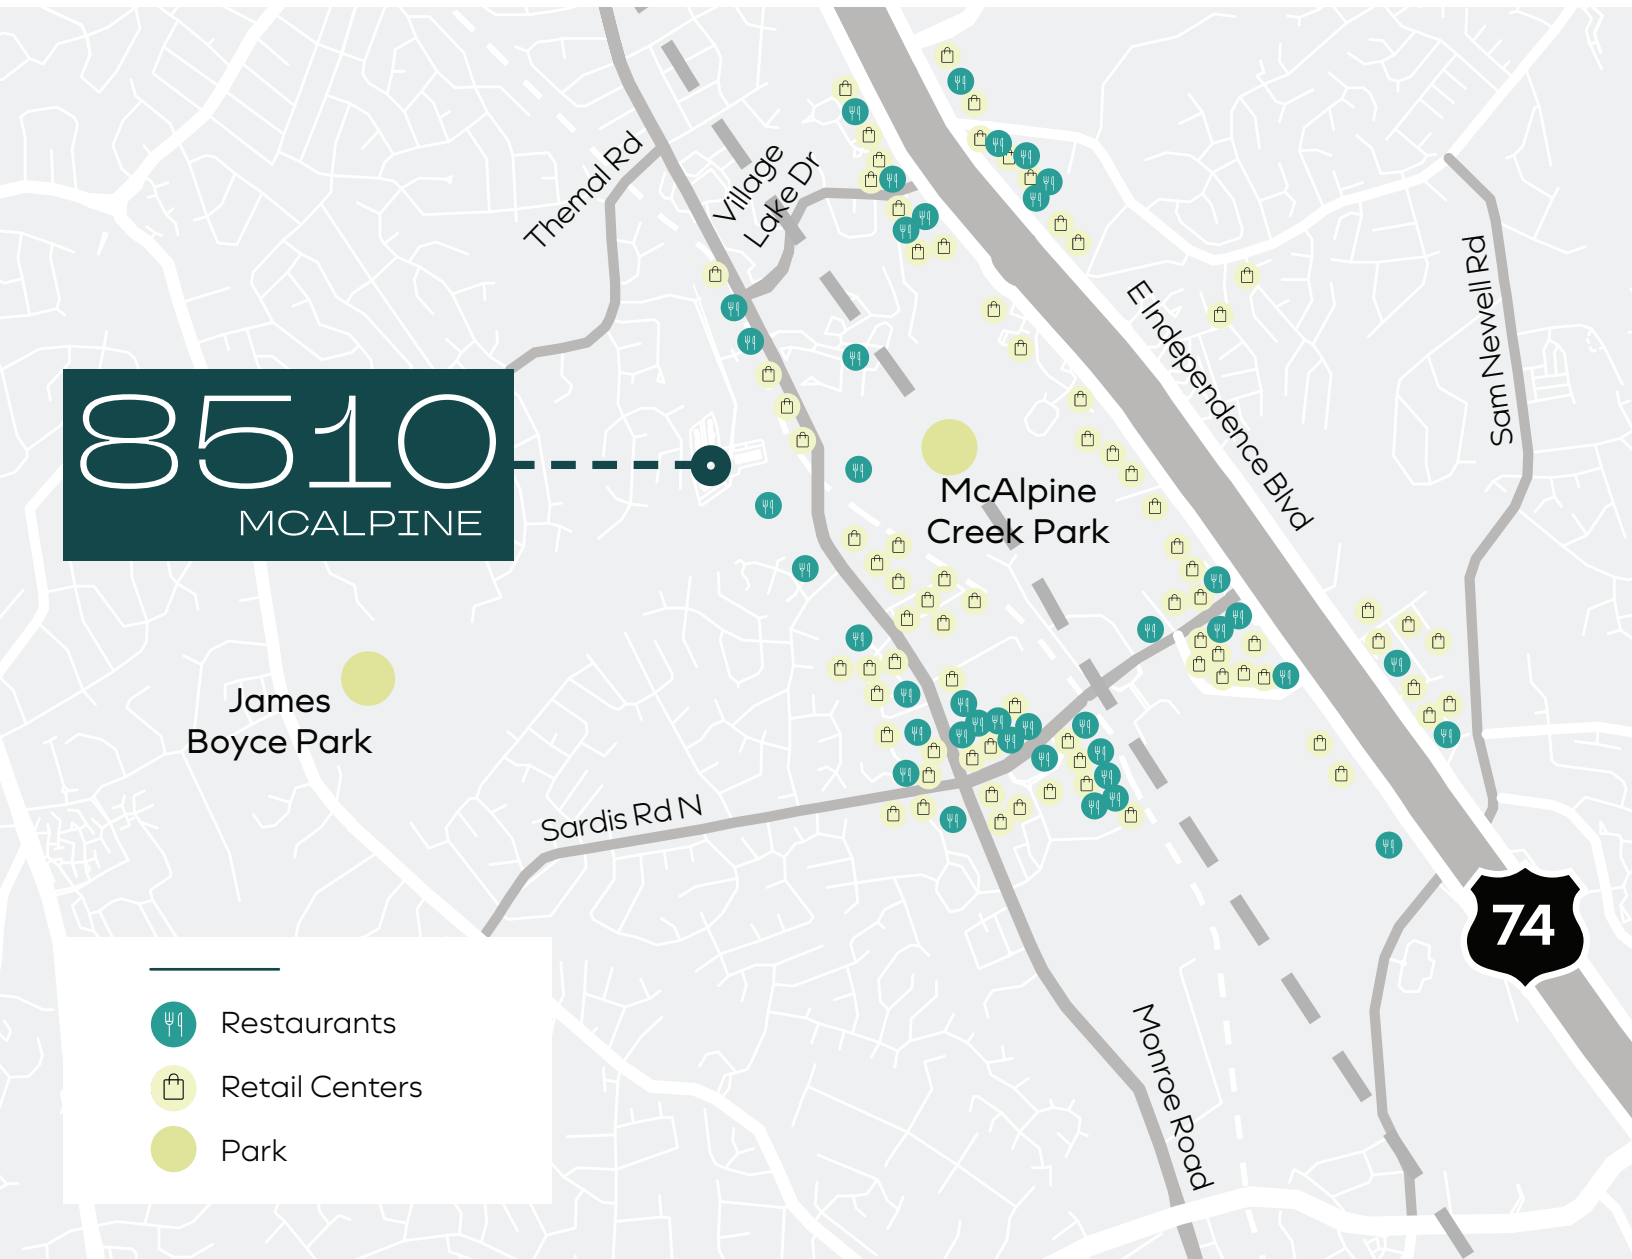 Themal Rd
Village
Lake Dr
E Independence Blvd
Sam Newell Rd
8510
MCALPINE
McAlpine
Creek Park
James
Boyce Park
Sardis Rd N
74
Monroe Road
Restaurants
Retail Centers
Park